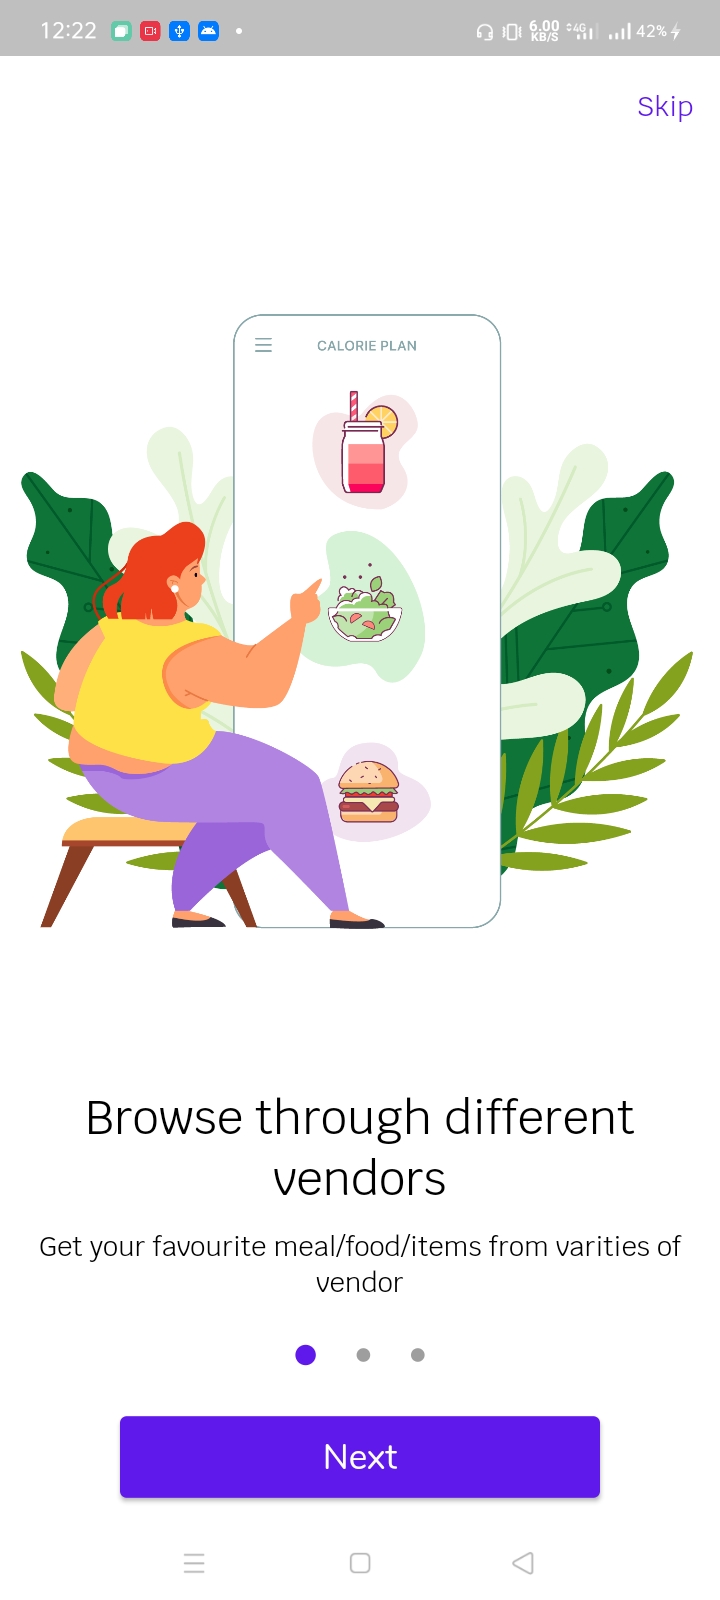 12:22 6.00 KB/S 4G 42%
Skip
CALORIE PLAN
Browse through different
vendors
Get your favourite meal/food/items from varities of
vendor
Next